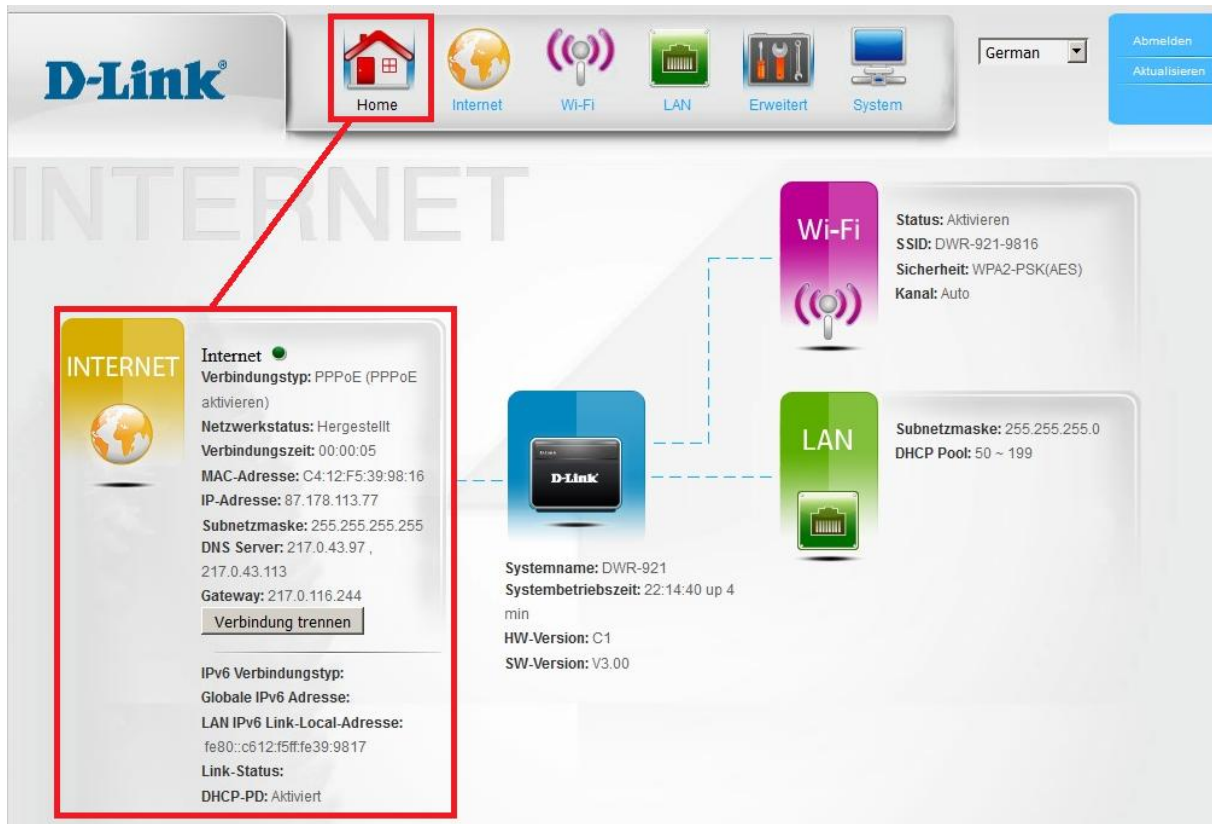 D-Link
Home
Internet
Wi-Fi
LAN
Erweitert
System
German
Abmelden
Aktualisieren
INTERNET
INTERNET
Internet
Verbindungstyp: PPPoE (PPPoE
aktivieren)
Netzwerkstatus: Hergestellt
Verbindungszeit: 00:00:05
MAC-Adresse: C4:12:F5:39:98:16
IP-Adresse: 87.178.113.77
Subnetzmaske: 255.255.255.255
DNS Server: 217.0.43.97 ,
217.0.43.113
Gateway: 217.0.116.244
Verbindung trennen
IPv6 Verbindungstyp:
Globale IPv6 Adresse:
LAN IPv6 Link-Local-Adresse:
fe80::c612:f5ff:fe39:9817
Link-Status:
DHCP-PD: Aktiviert
D-Link
Systemname: DWR-921
Systembetriebszeit: 22:14:40 up 4
min
HW-Version: C1
SW-Version: V3.00
Wi-Fi
Status: Aktivieren
SSID: DWR-921-9816
Sicherheit: WPA2-PSK(AES)
Kanal: Auto
LAN
Subnetzmaske: 255.255.255.0
DHCP Pool: 50 ~ 199